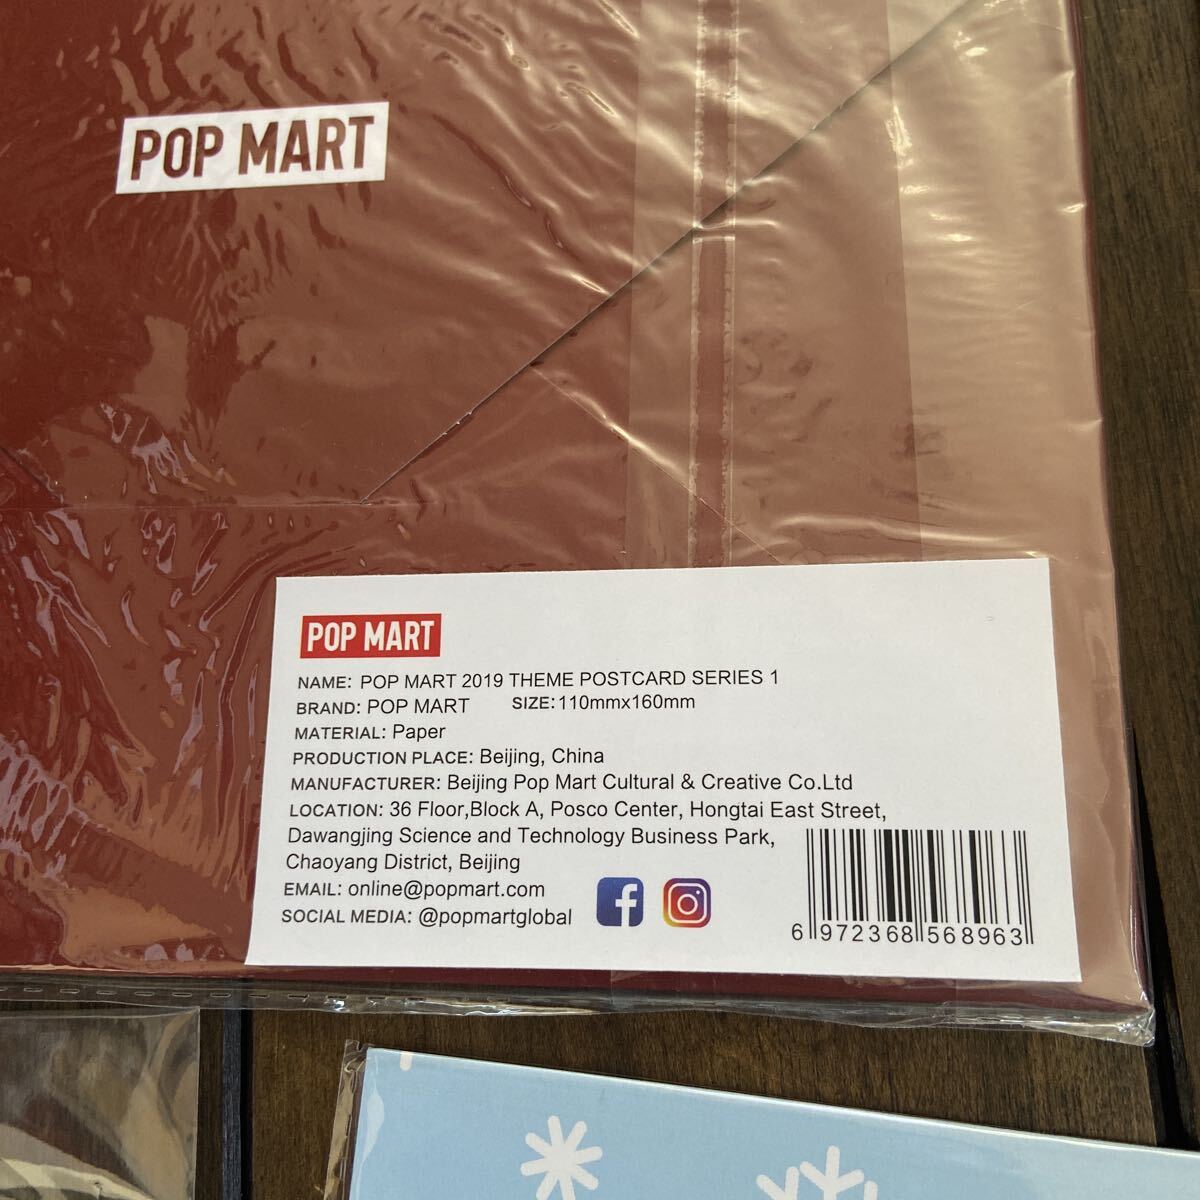 POP MART
POP MART
NAME: POP MART 2019 THEME POSTCARD SERIES 1
BRAND: POP MART SIZE:110mmx160mm
MATERIAL: Paper
PRODUCTION PLACE: Beijing, China
MANUFACTURER: Beijing Pop Mart Cultural & Creative Co.Ltd
LOCATION: 36 Floor,Block A, Posco Center, Hongtai East Street,
Dawangjing Science and Technology Business Park,
Chaoyang District, Beijing
EMAIL: online@popmart.com
SOCIAL MEDIA: @popmartglobal
6 972368 568963